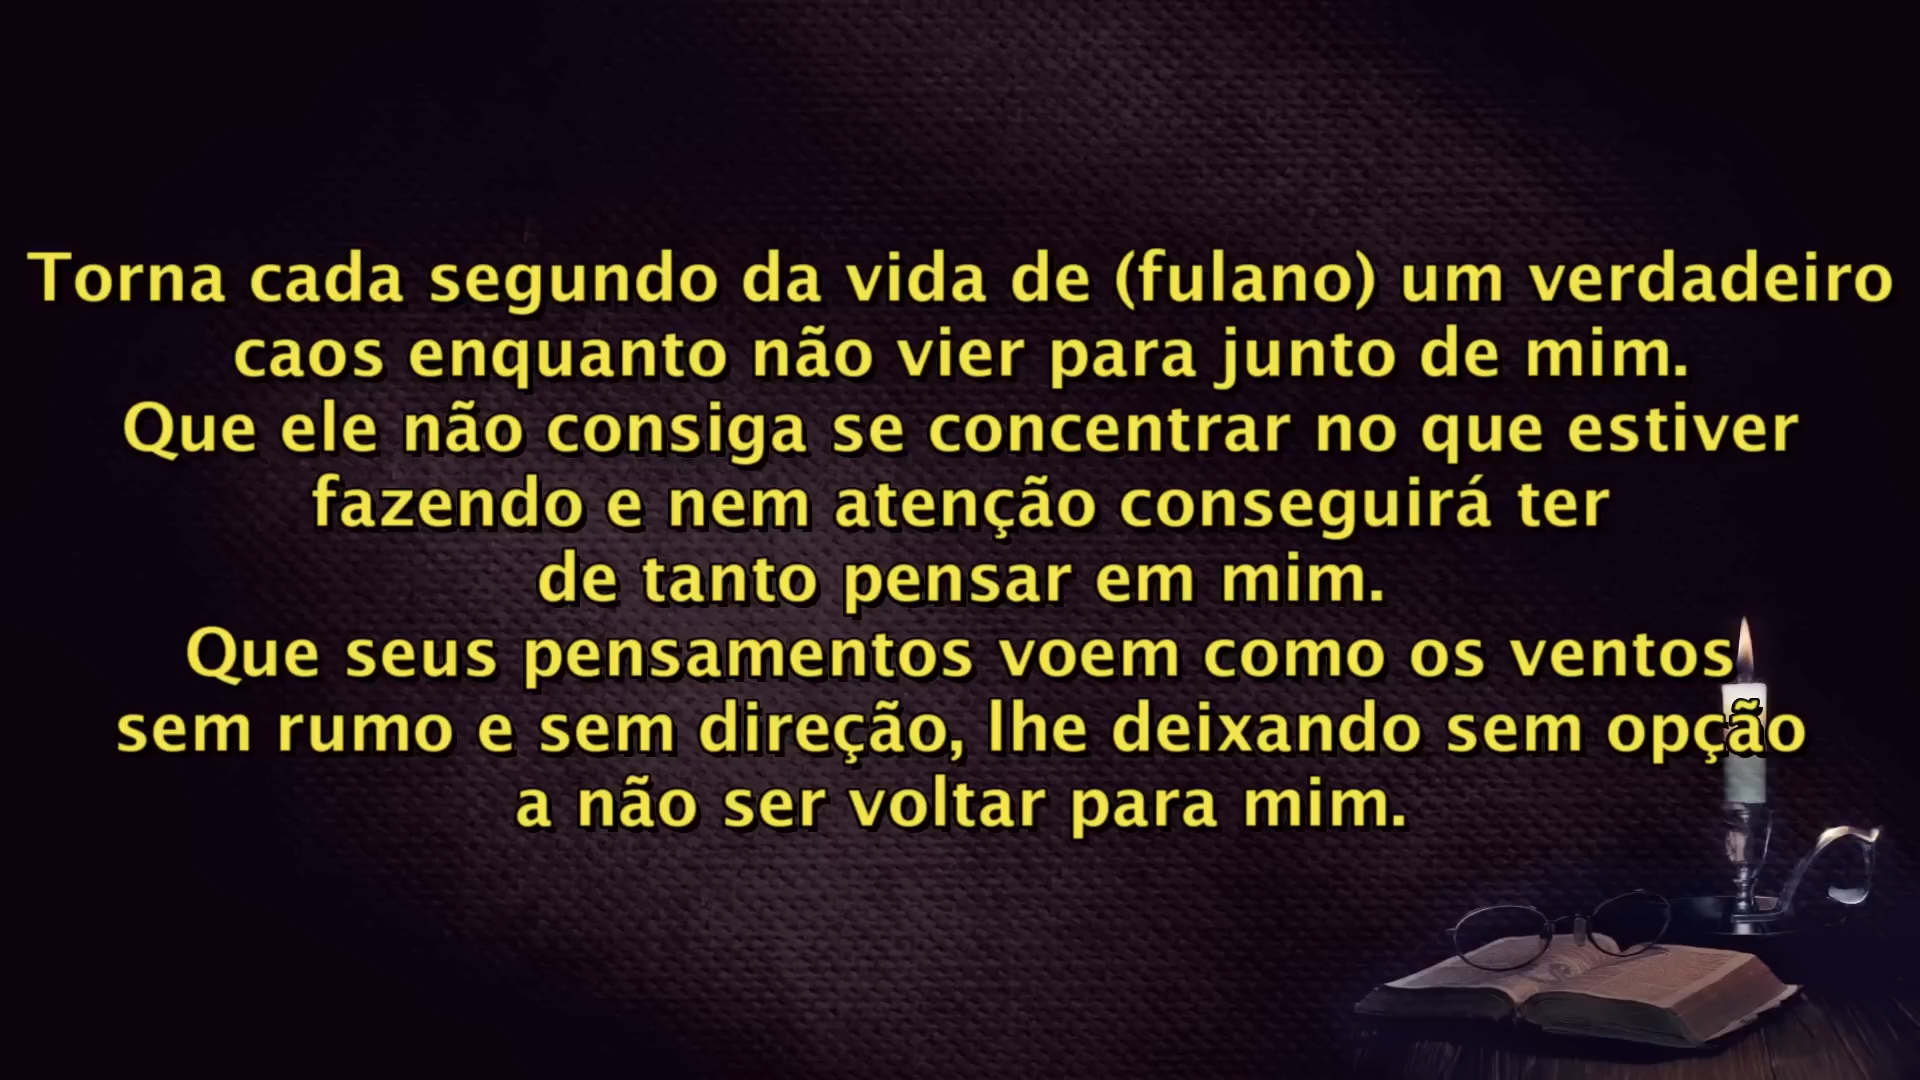 Torna cada segundo da vida de (fulano) um verdadeiro
caos enquanto não vier para junto de mim.
Que ele não consiga se concentrar no que estiver
fazendo e nem atenção conseguirá ter
de tanto pensar em mim.
Que seus pensamentos voem como os ventos
sem rumo e sem direção, lhe deixando sem opção
a não ser voltar para mim.